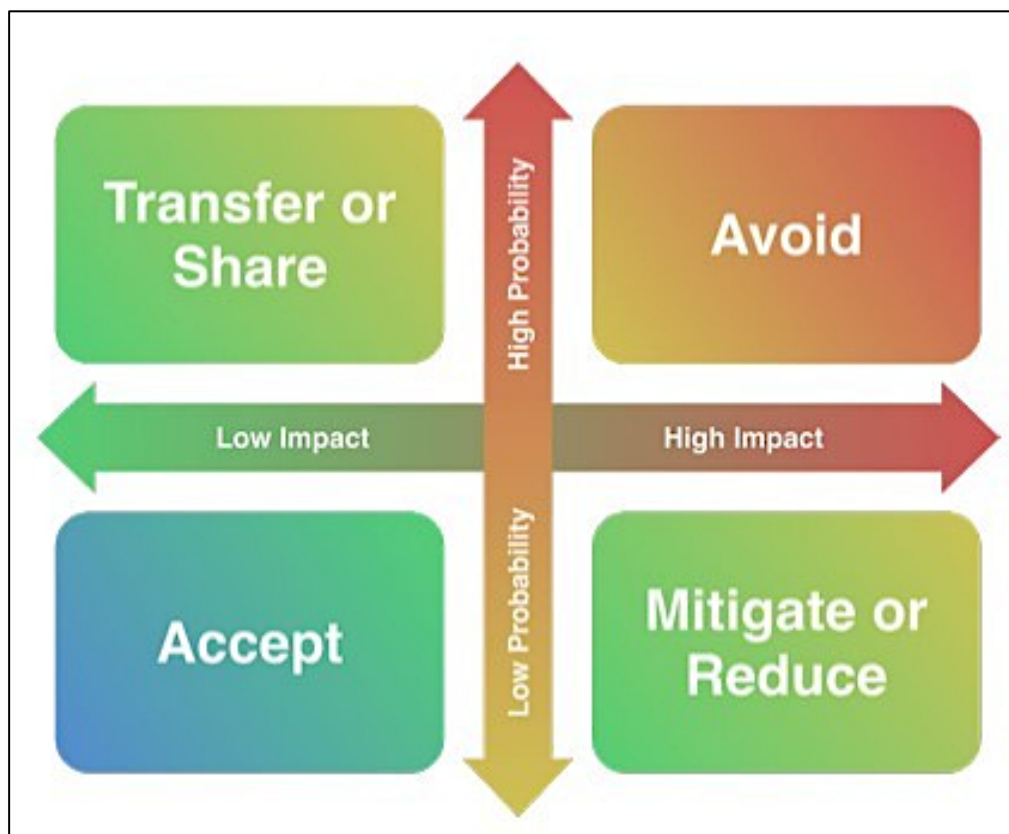 Transfer or
Share
High Probability
Avoid
Low Impact
High Impact
Accept
Low Probability
Mitigate or
Reduce